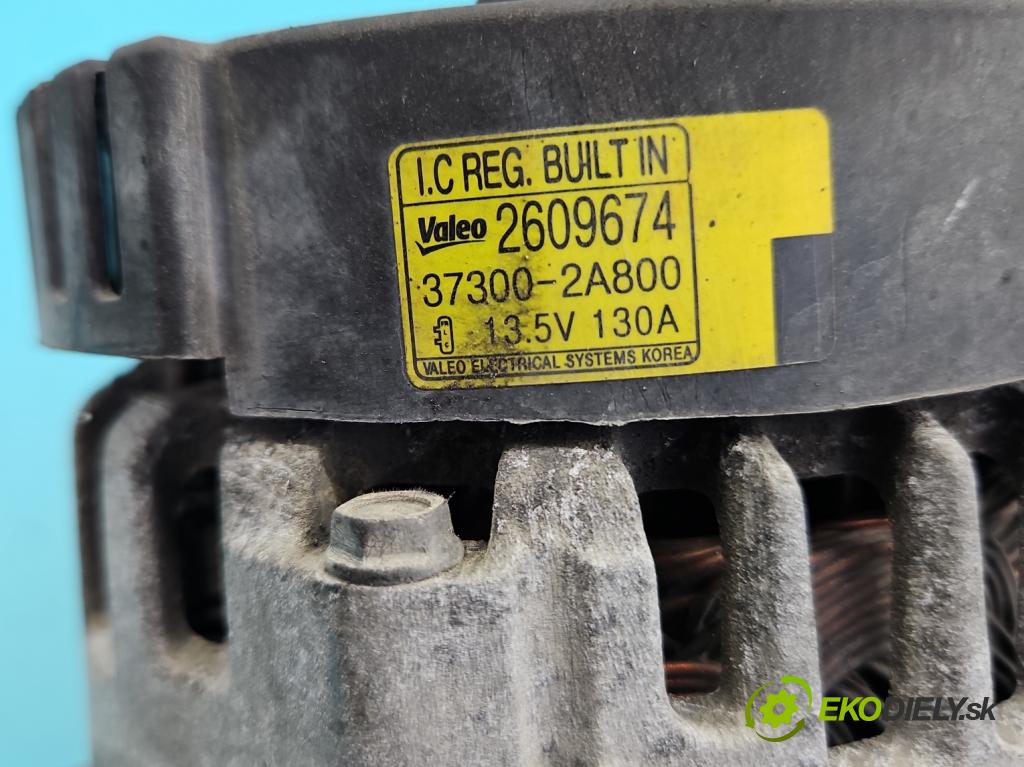 I.C REG. BUILT IN
Valeo 2609674
37300-2A800
13.5V 130A
VALEO ELECTRICAL SYSTEMS KOREA
EKODIELY.sk